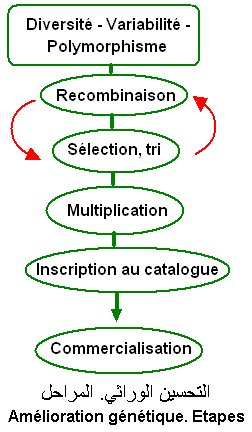 Diversité - Variabilité -
Polymorphisme
Recombinaison
Sélection, tri
Multiplication
Inscription au catalogue
Commercialisation
التحسين الوراثي. المراحل
Amélioration génétique. Etapes